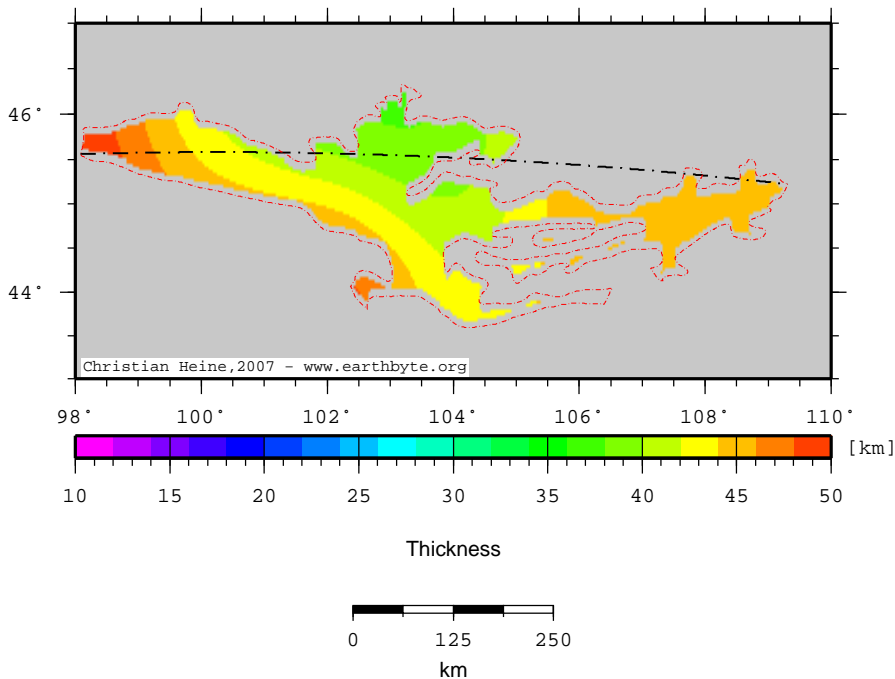 46°
44°
Christian Heine,2007 - www.earthbyte.org
98° 100° 102° 104° 106° 108° 110°
[km]
10 15 20 25 30 35 40 45 50
Thickness
0 125 250
km